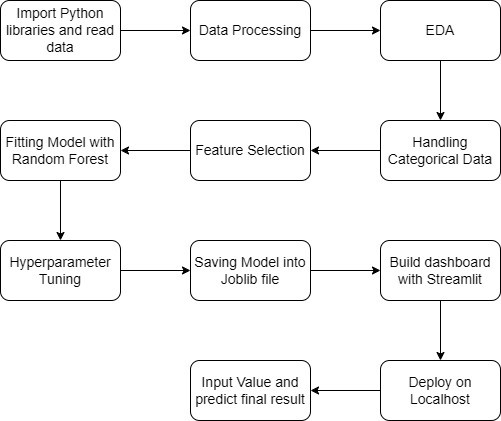 Import Python
libraries and read
data
Data Processing
EDA
Handling
Categorical Data
Feature Selection
Fitting Model with
Random Forest
Hyperparameter
Tuning
Saving Model into
Joblib file
Build dashboard
with Streamlit
Deploy on
Localhost
Input Value and
predict final result